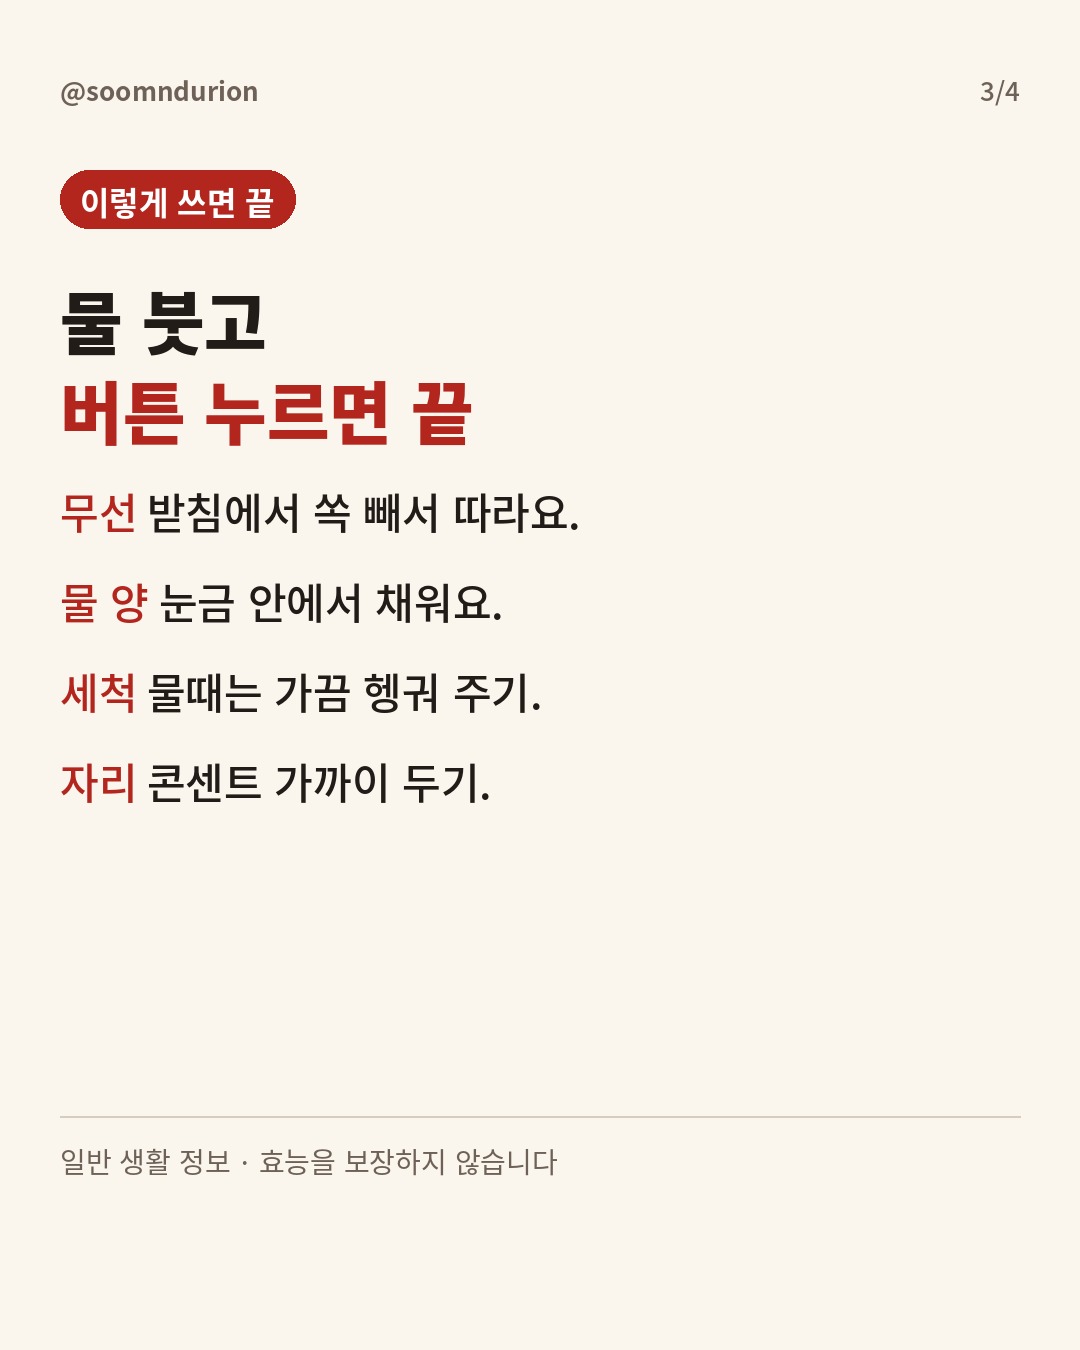 @soomndurion
3/4
이렇게 쓰면 끝
물 붓고
버튼 누르면 끝
무선 받침에서 쏙 빼서 따라요.
물 양 눈금 안에서 채워요.
세척 물때는 가끔 헹궈 주기.
자리 콘센트 가까이 두기.
일반 생활 정보 · 효능을 보장하지 않습니다